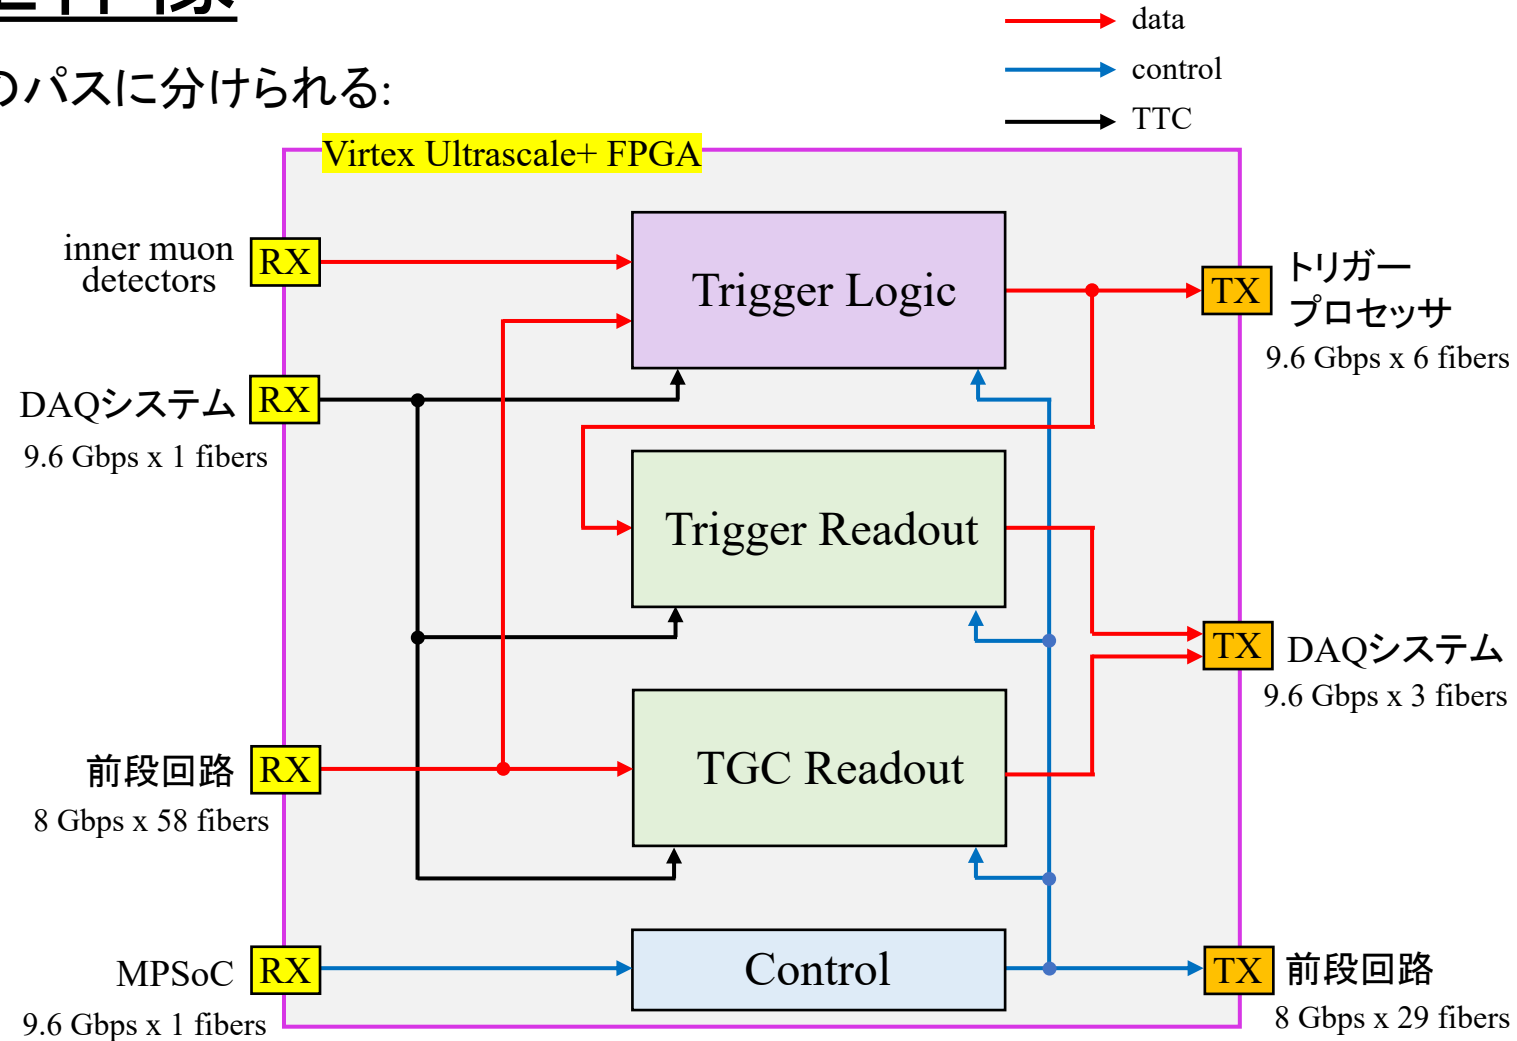 data
のパスに分けられる:
control
TTC
Virtex Ultrascale+ FPGA
inner muon
detectors
RX
Trigger Logic
TX
トリガー
プロセッサ
9.6 Gbps x 6 fibers
DAQシステム
RX
9.6 Gbps x 1 fibers
Trigger Readout
TX
DAQシステム
9.6 Gbps x 3 fibers
前段回路
RX
8 Gbps x 58 fibers
TGC Readout
MPSoC
RX
9.6 Gbps x 1 fibers
Control
TX
前段回路
8 Gbps x 29 fibers